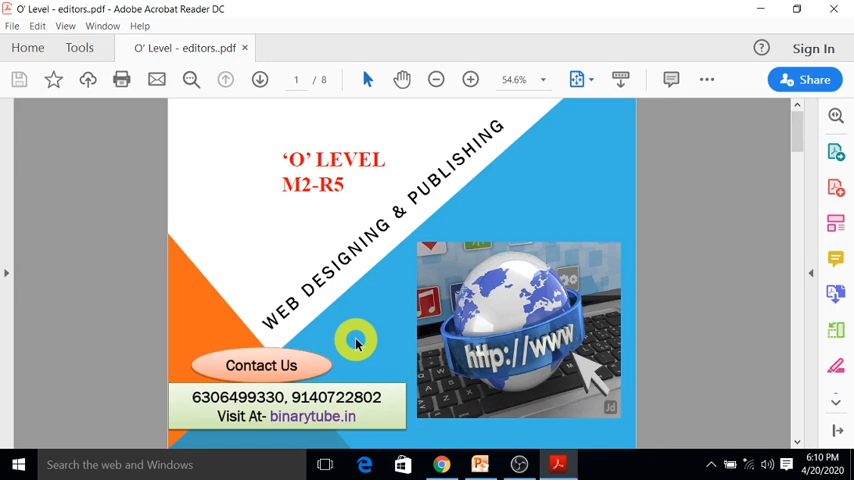 O' Level - editors..pdf - Adobe Acrobat Reader DC
File Edit View Window Help
Home Tools O' Level - editors..pdf × Sign In
1 / 8 54.6% Share
‘O’ LEVEL
M2-R5
WEB DESIGNING & PUBLISHING
http://www
Jd
Contact Us
6306499330, 9140722802
Visit At- binarytube.in
Search the web and Windows
6:10 PM
4/20/2020